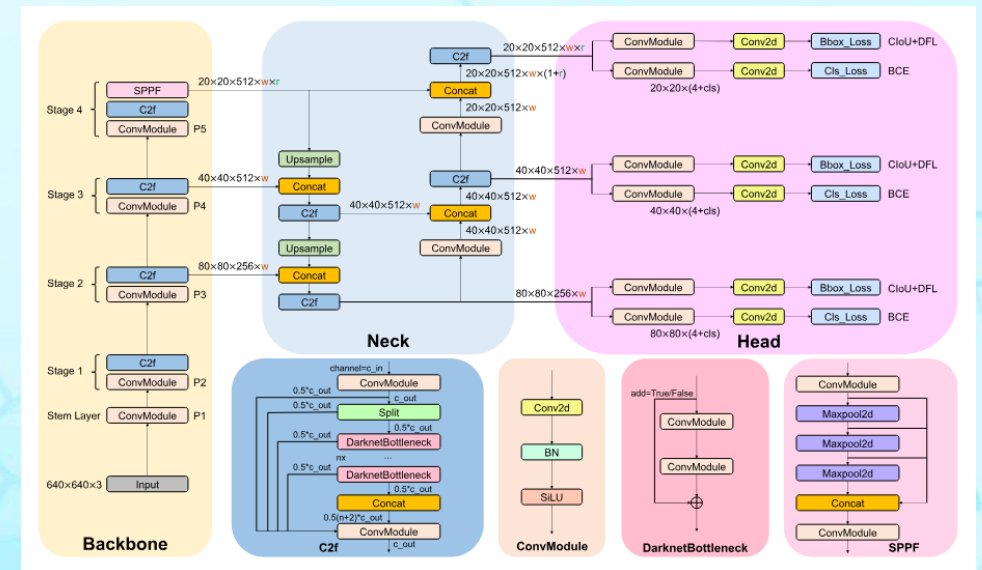 SPPF
20×20×512×w×r
Stage 4
C2f
ConvModule
P5
C2f
40×40×512×w
Stage 3
ConvModule
P4
C2f
80×80×256×w
Stage 2
ConvModule
P3
C2f
Stage 1
ConvModule
P2
Stem Layer
ConvModule
P1
640×640×3
Input
Backbone
Upsample
Concat
C2f
40×40×512×w
Upsample
Concat
C2f
C2f
20×20×512×w×r
20×20×512×w×(1+r)
Concat
20×20×512×w
ConvModule
C2f
40×40×512×w
40×40×512×w
Concat
40×40×512×w
ConvModule
80×80×256×w
Neck
ConvModule
Conv2d
Bbox_Loss
CIoU+DFL
ConvModule
Conv2d
Cls_Loss
BCE
20×20×(4+cls)
ConvModule
Conv2d
Bbox_Loss
CIoU+DFL
ConvModule
Conv2d
Cls_Loss
BCE
40×40×(4+cls)
ConvModule
Conv2d
Bbox_Loss
CIoU+DFL
ConvModule
Conv2d
Cls_Loss
BCE
80×80×(4+cls)
Head
channel=c_in
ConvModule
0.5*c_out
c_out
0.5*c_out
Split
0.5*c_out
0.5*c_out
DarknetBottleneck
nx
...
0.5*c_out
DarknetBottleneck
0.5*c_out
Concat
0.5(n+2)*c_out
ConvModule
C2f
c_out
Conv2d
BN
SiLU
ConvModule
add=True/False
ConvModule
ConvModule
DarknetBottleneck
ConvModule
Maxpool2d
Maxpool2d
Maxpool2d
Concat
ConvModule
SPPF